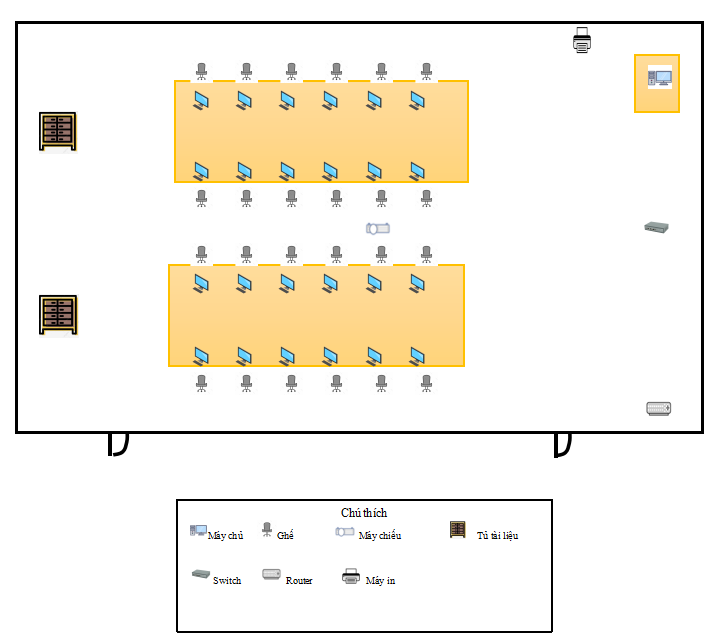 Chú thích
Máy chủ Ghế Máy chiếu Tủ tài liệu
Switch Router Máy in